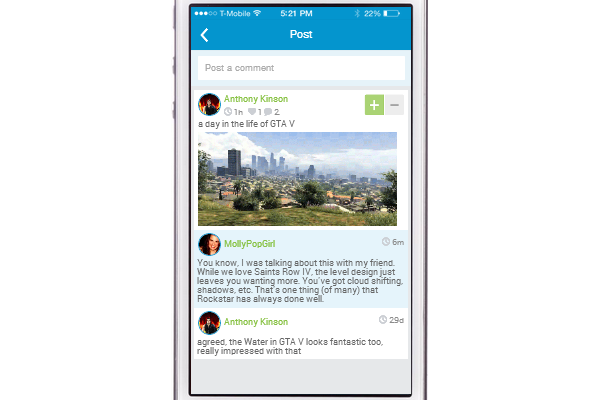 T-Mobile 5:21 PM 22%
Post
Post a comment
Anthony Kinson
1h 1 2
a day in the life of GTA V
MollyPopGirl 6m
You know, I was talking about this with my friend.
While we love Saints Row IV, the level design just
leaves you wanting more. You've got cloud shifting,
shadows, etc. That's one thing (of many) that
Rockstar has always done well.
Anthony Kinson 29d
agreed, the Water in GTA V looks fantastic too,
really impressed with that